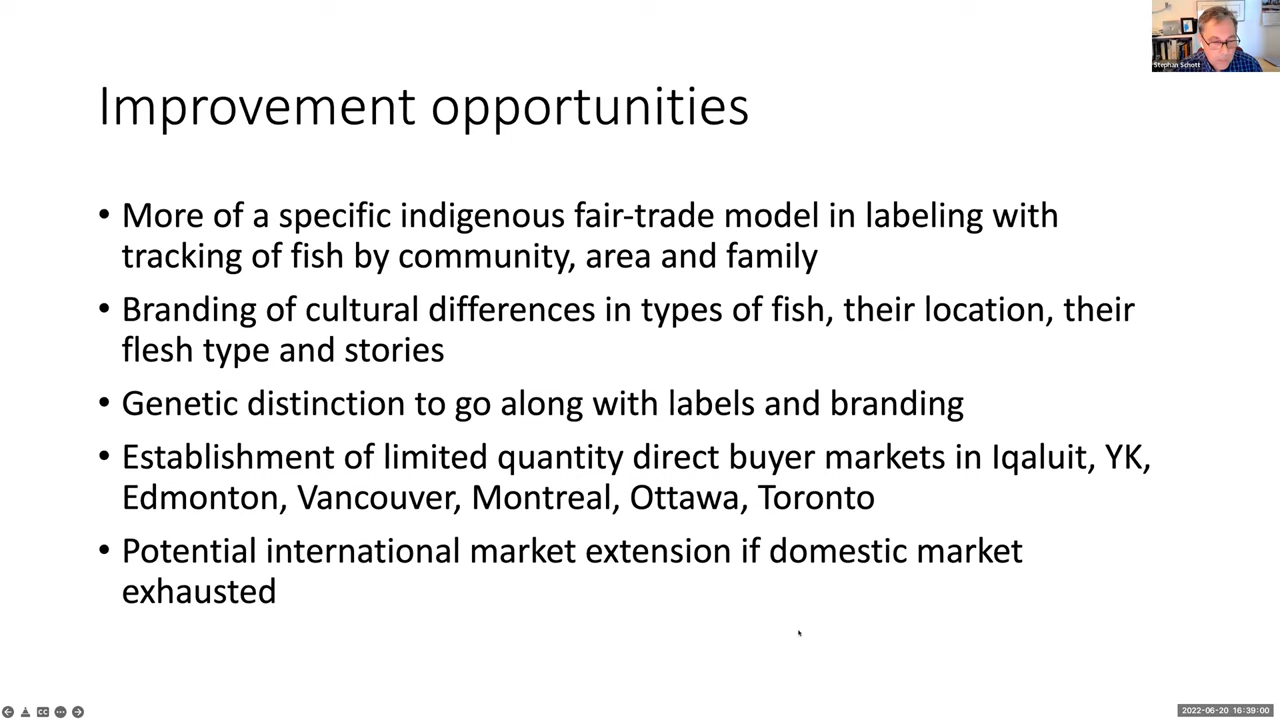 Stephan Schott
Improvement opportunities
• More of a specific indigenous fair-trade model in labeling with
tracking of fish by community, area and family
• Branding of cultural differences in types of fish, their location, their
flesh type and stories
• Genetic distinction to go along with labels and branding
• Establishment of limited quantity direct buyer markets in Iqaluit, YK,
Edmonton, Vancouver, Montreal, Ottawa, Toronto
• Potential international market extension if domestic market
exhausted
CC
2022-06-20 16:39:00